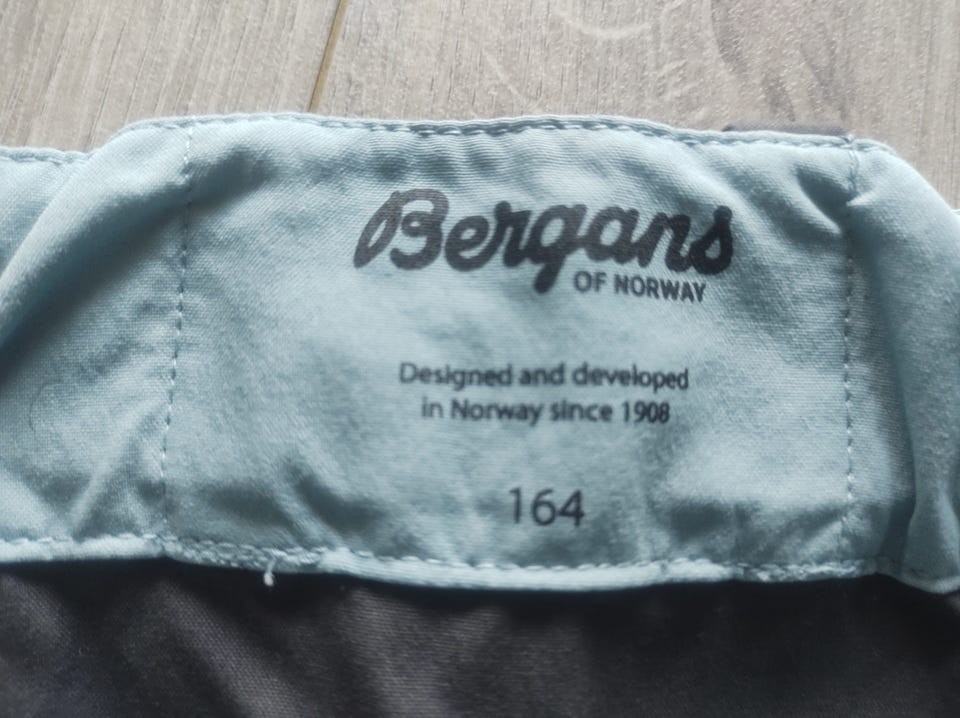 Bergans
OF NORWAY
Designed and developed
in Norway since 1908
164